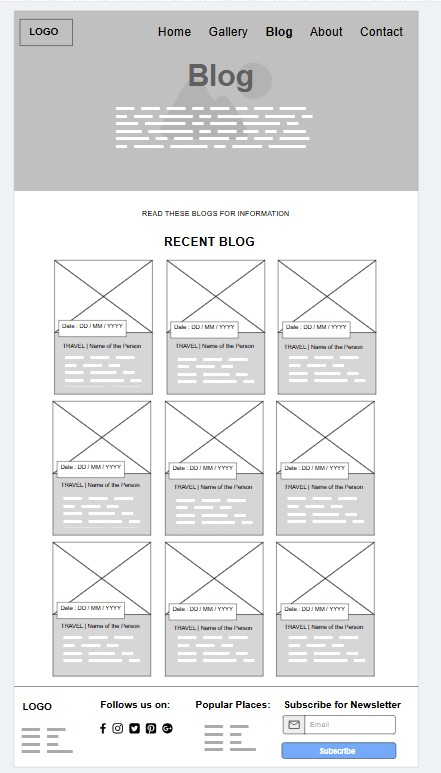 LOGO Home Gallery Blog About Contact
Blog
READ THESE BLOGS FOR INFORMATION
RECENT BLOG
Date : DD / MM / YYYY Date : DD / MM / YYYY Date : DD / MM / YYYY
TRAVEL | Name of the Person TRAVEL | Name of the Person TRAVEL | Name of the Person
Date : DD / MM / YYYY Date : DD / MM / YYYY Date : DD / MM / YYYY
TRAVEL | Name of the Person TRAVEL | Name of the Person TRAVEL | Name of the Person
Date : DD / MM / YYYY Date : DD / MM / YYYY Date : DD / MM / YYYY
TRAVEL | Name of the Person TRAVEL | Name of the Person TRAVEL | Name of the Person
LOGO Follows us on: Popular Places: Subscribe for Newsletter
Email
Subscribe